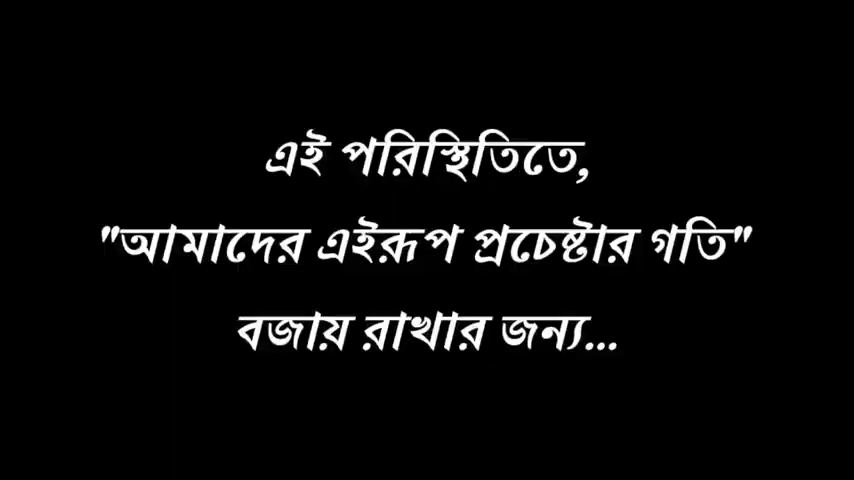 এই পরিস্থিতিতে,
"আমাদের এইরূপ প্রচেষ্টার গতি"
বজায় রাখার জন্য...